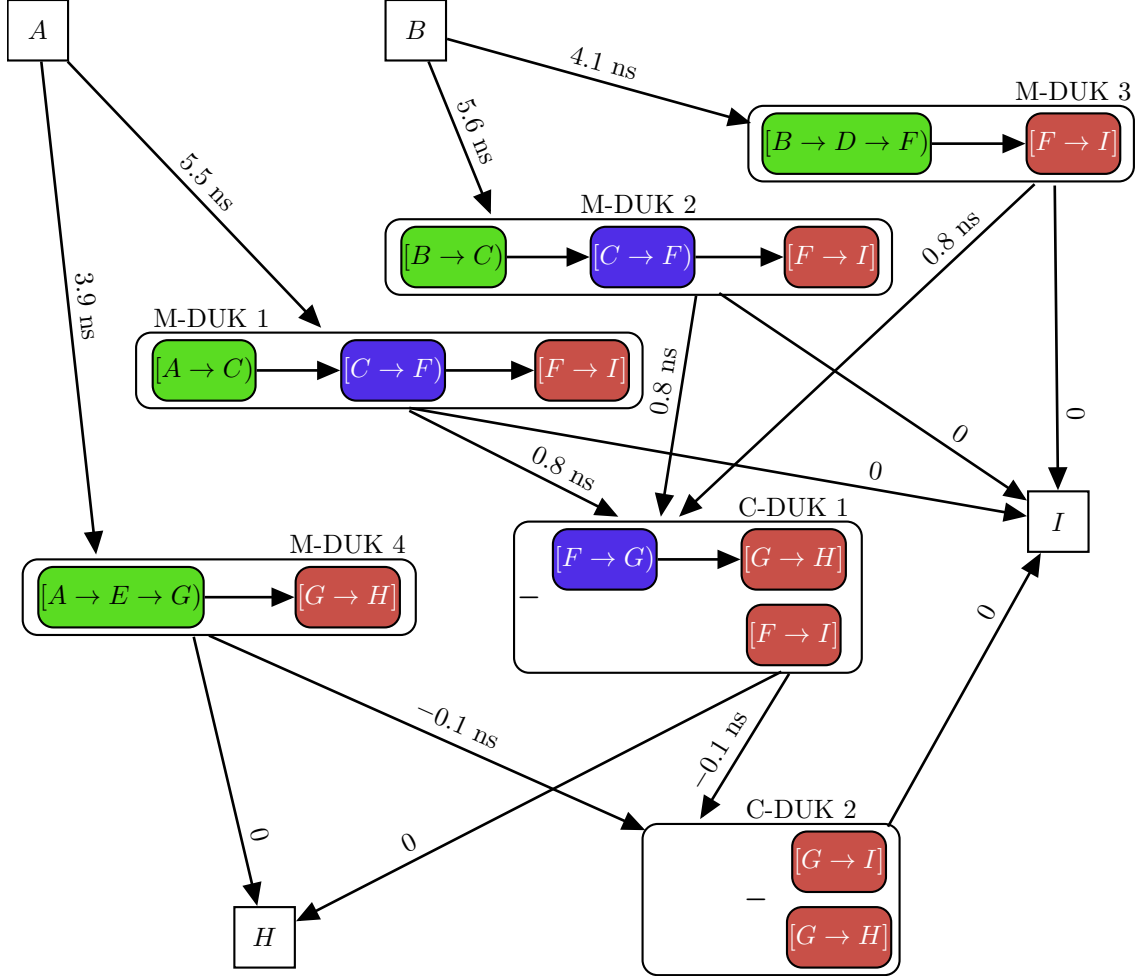 A
B
4.1 ns
M-DUK 3
[B → D → F)
[F → I]
5.6 ns
5.5 ns
M-DUK 2
[B → C)
[C → F)
[F → I]
0.8 ns
3.9 ns
M-DUK 1
[A → C)
[C → F)
[F → I]
0.8 ns
0
0
0.8 ns
0
C-DUK 1
[F → G)
[G → H]
−
[F → I]
I
M-DUK 4
[A → E → G)
[G → H]
0
−0.1 ns
−0.1 ns
0
0
C-DUK 2
[G → I]
−
[G → H]
H